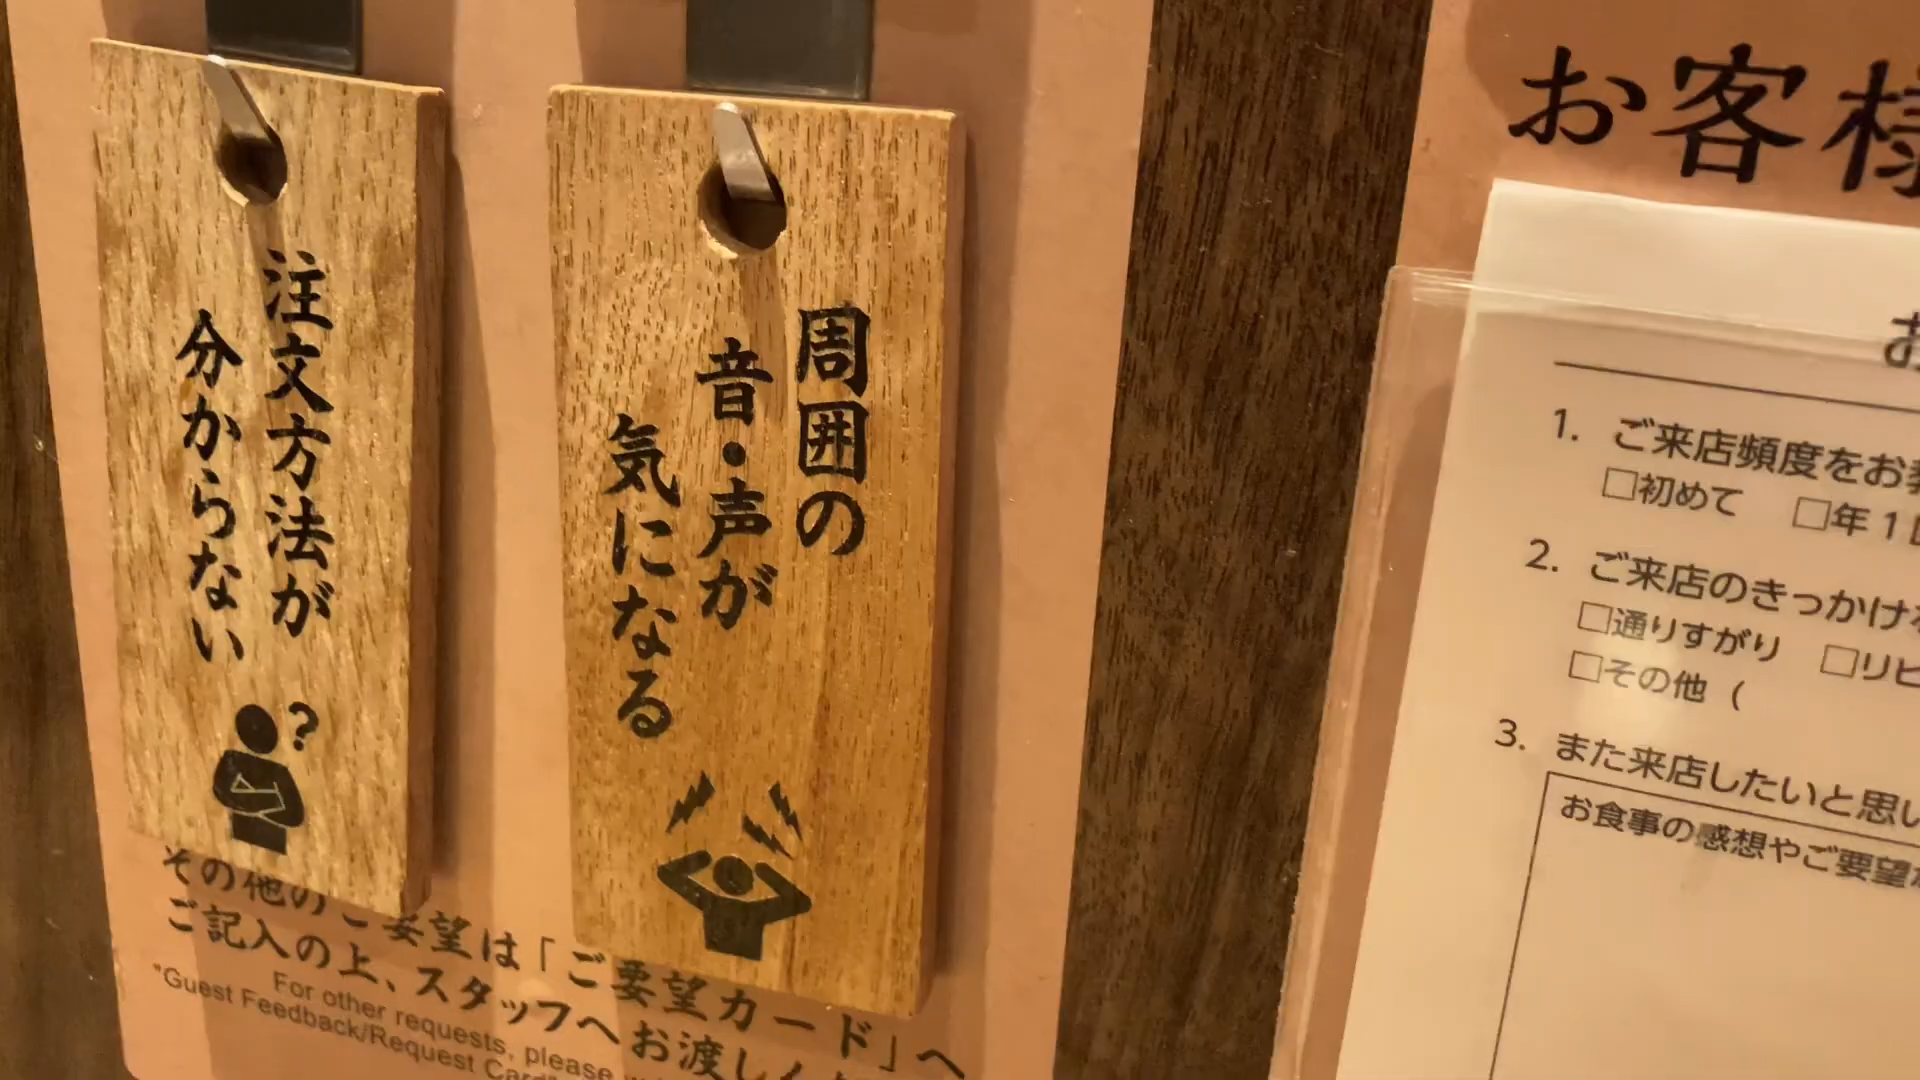 注文方法が
分からない
?
周囲の
音・声が
気になる
その他のご要望は「ご要望カード」へ
ご記入の上、スタッフへお渡しく
For other requests, please
"Guest Feedback/Request Card"
お客様
お
1. ご来店頻度をお
□初めて □年1回
2. ご来店のきっかけ
□通りすがり □リピ
□その他（
3. また来店したいと思い
お食事の感想やご要望